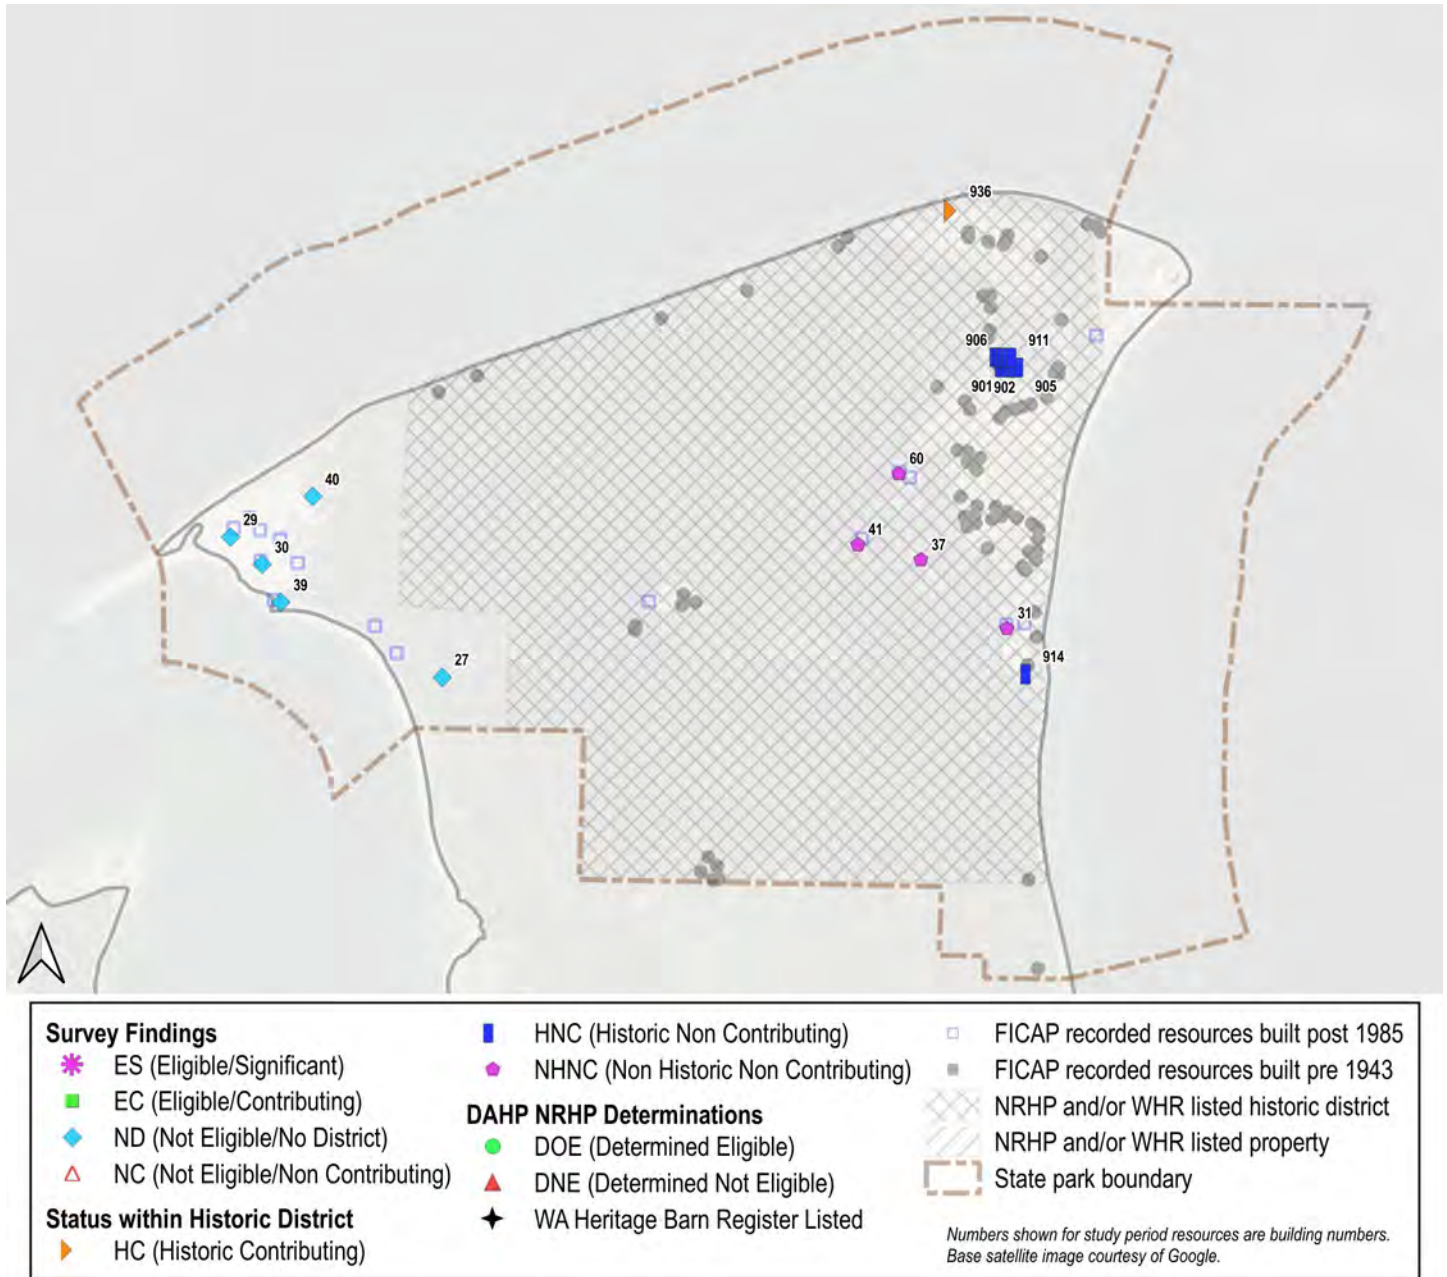 936
906
911
901
902
905
60
40
29
41
30
37
39
31
27
914
Survey Findings
ES (Eligible/Significant)
EC (Eligible/Contributing)
ND (Not Eligible/No District)
NC (Not Eligible/Non Contributing)
Status within Historic District
HC (Historic Contributing)
HNC (Historic Non Contributing)
NHNC (Non Historic Non Contributing)
DAHP NRHP Determinations
DOE (Determined Eligible)
DNE (Determined Not Eligible)
WA Heritage Barn Register Listed
FICAP recorded resources built post 1985
FICAP recorded resources built pre 1943
NRHP and/or WHR listed historic district
NRHP and/or WHR listed property
State park boundary
Numbers shown for study period resources are building numbers.
Base satellite image courtesy of Google.